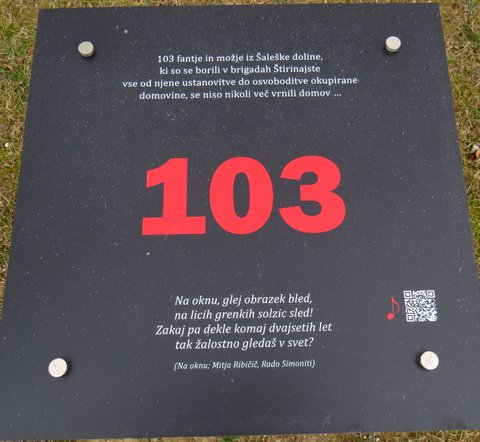 103 fantje in možje iz Šaleške doline,
ki so se borili v brigadah Štirinajste
vse od njene ustanovitve do osvoboditve okupirane
domovine, se niso nikoli več vrnili domov ...
103
Na oknu, glej obrazek bled,
na licih grenkih solzic sled!
Zakaj pa dekle komaj dvajsetih let
tak žalostno gledaš v svet?
(Na oknu; Mitja Ribičič, Rado Simoniti)